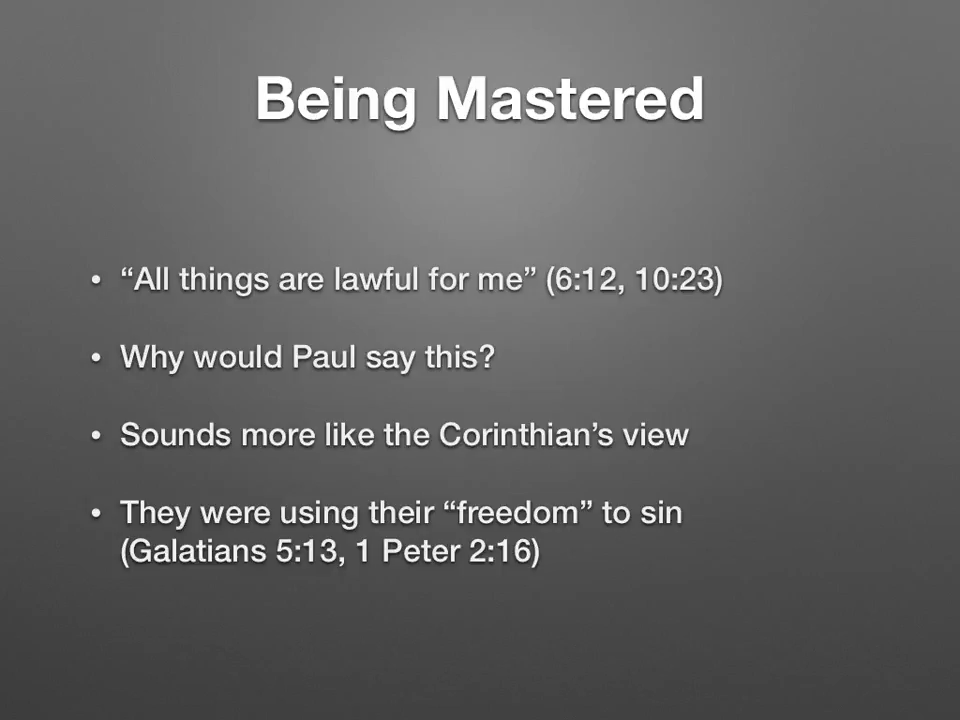 Being Mastered
• “All things are lawful for me” (6:12, 10:23)
• Why would Paul say this?
• Sounds more like the Corinthian’s view
• They were using their “freedom” to sin
(Galatians 5:13, 1 Peter 2:16)